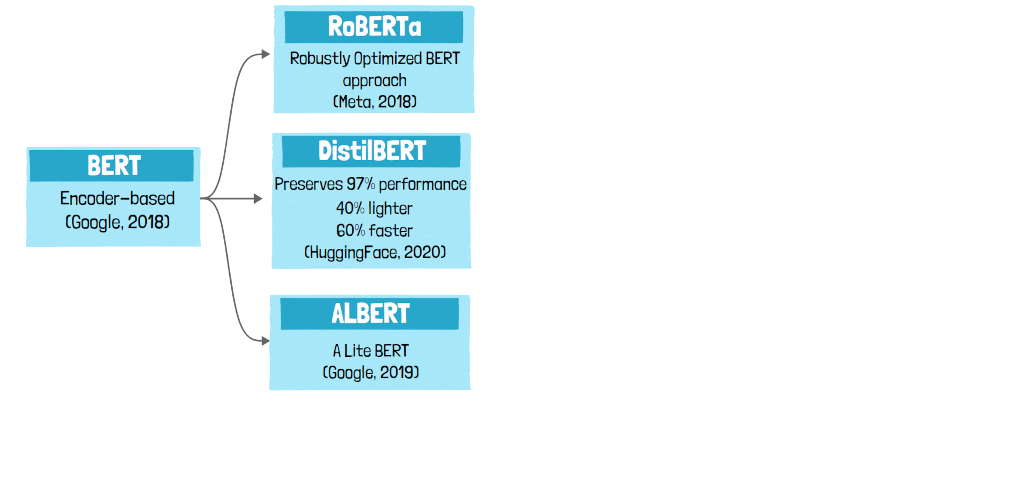 RoBERTa
Robustly Optimized BERT
approach
(Meta, 2018)
DistilBERT
Preserves 97% performance
40% lighter
60% faster
(HuggingFace, 2020)
BERT
Encoder-based
(Google, 2018)
ALBERT
A Lite BERT
(Google, 2019)